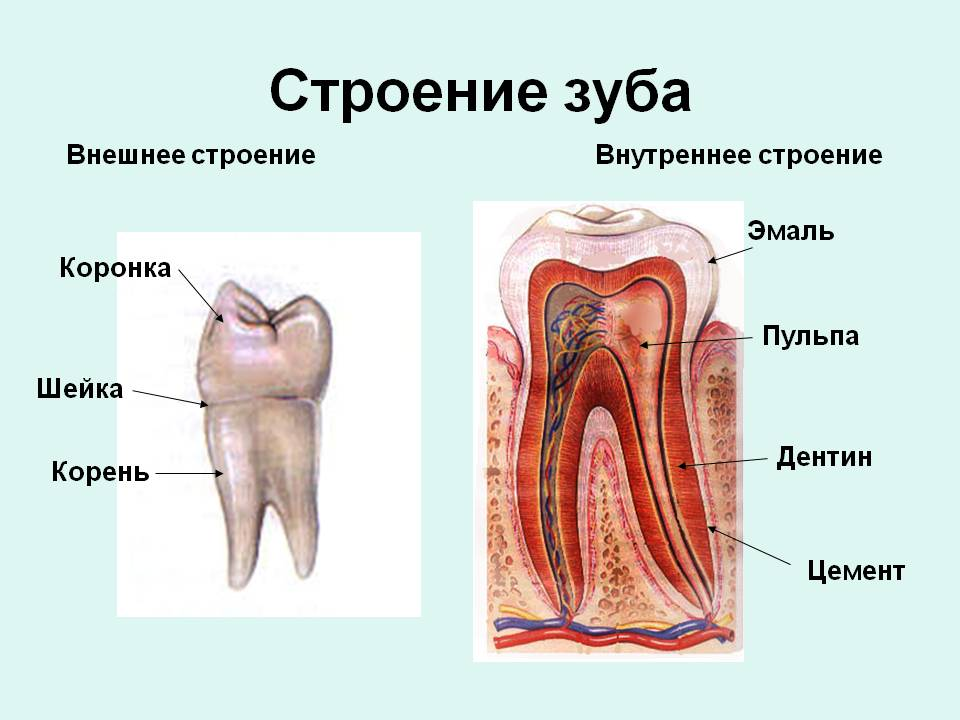 Строение зуба
Внешнее строение
Внутреннее строение
Коронка
Шейка
Корень
Эмаль
Пульпа
Дентин
Цемент